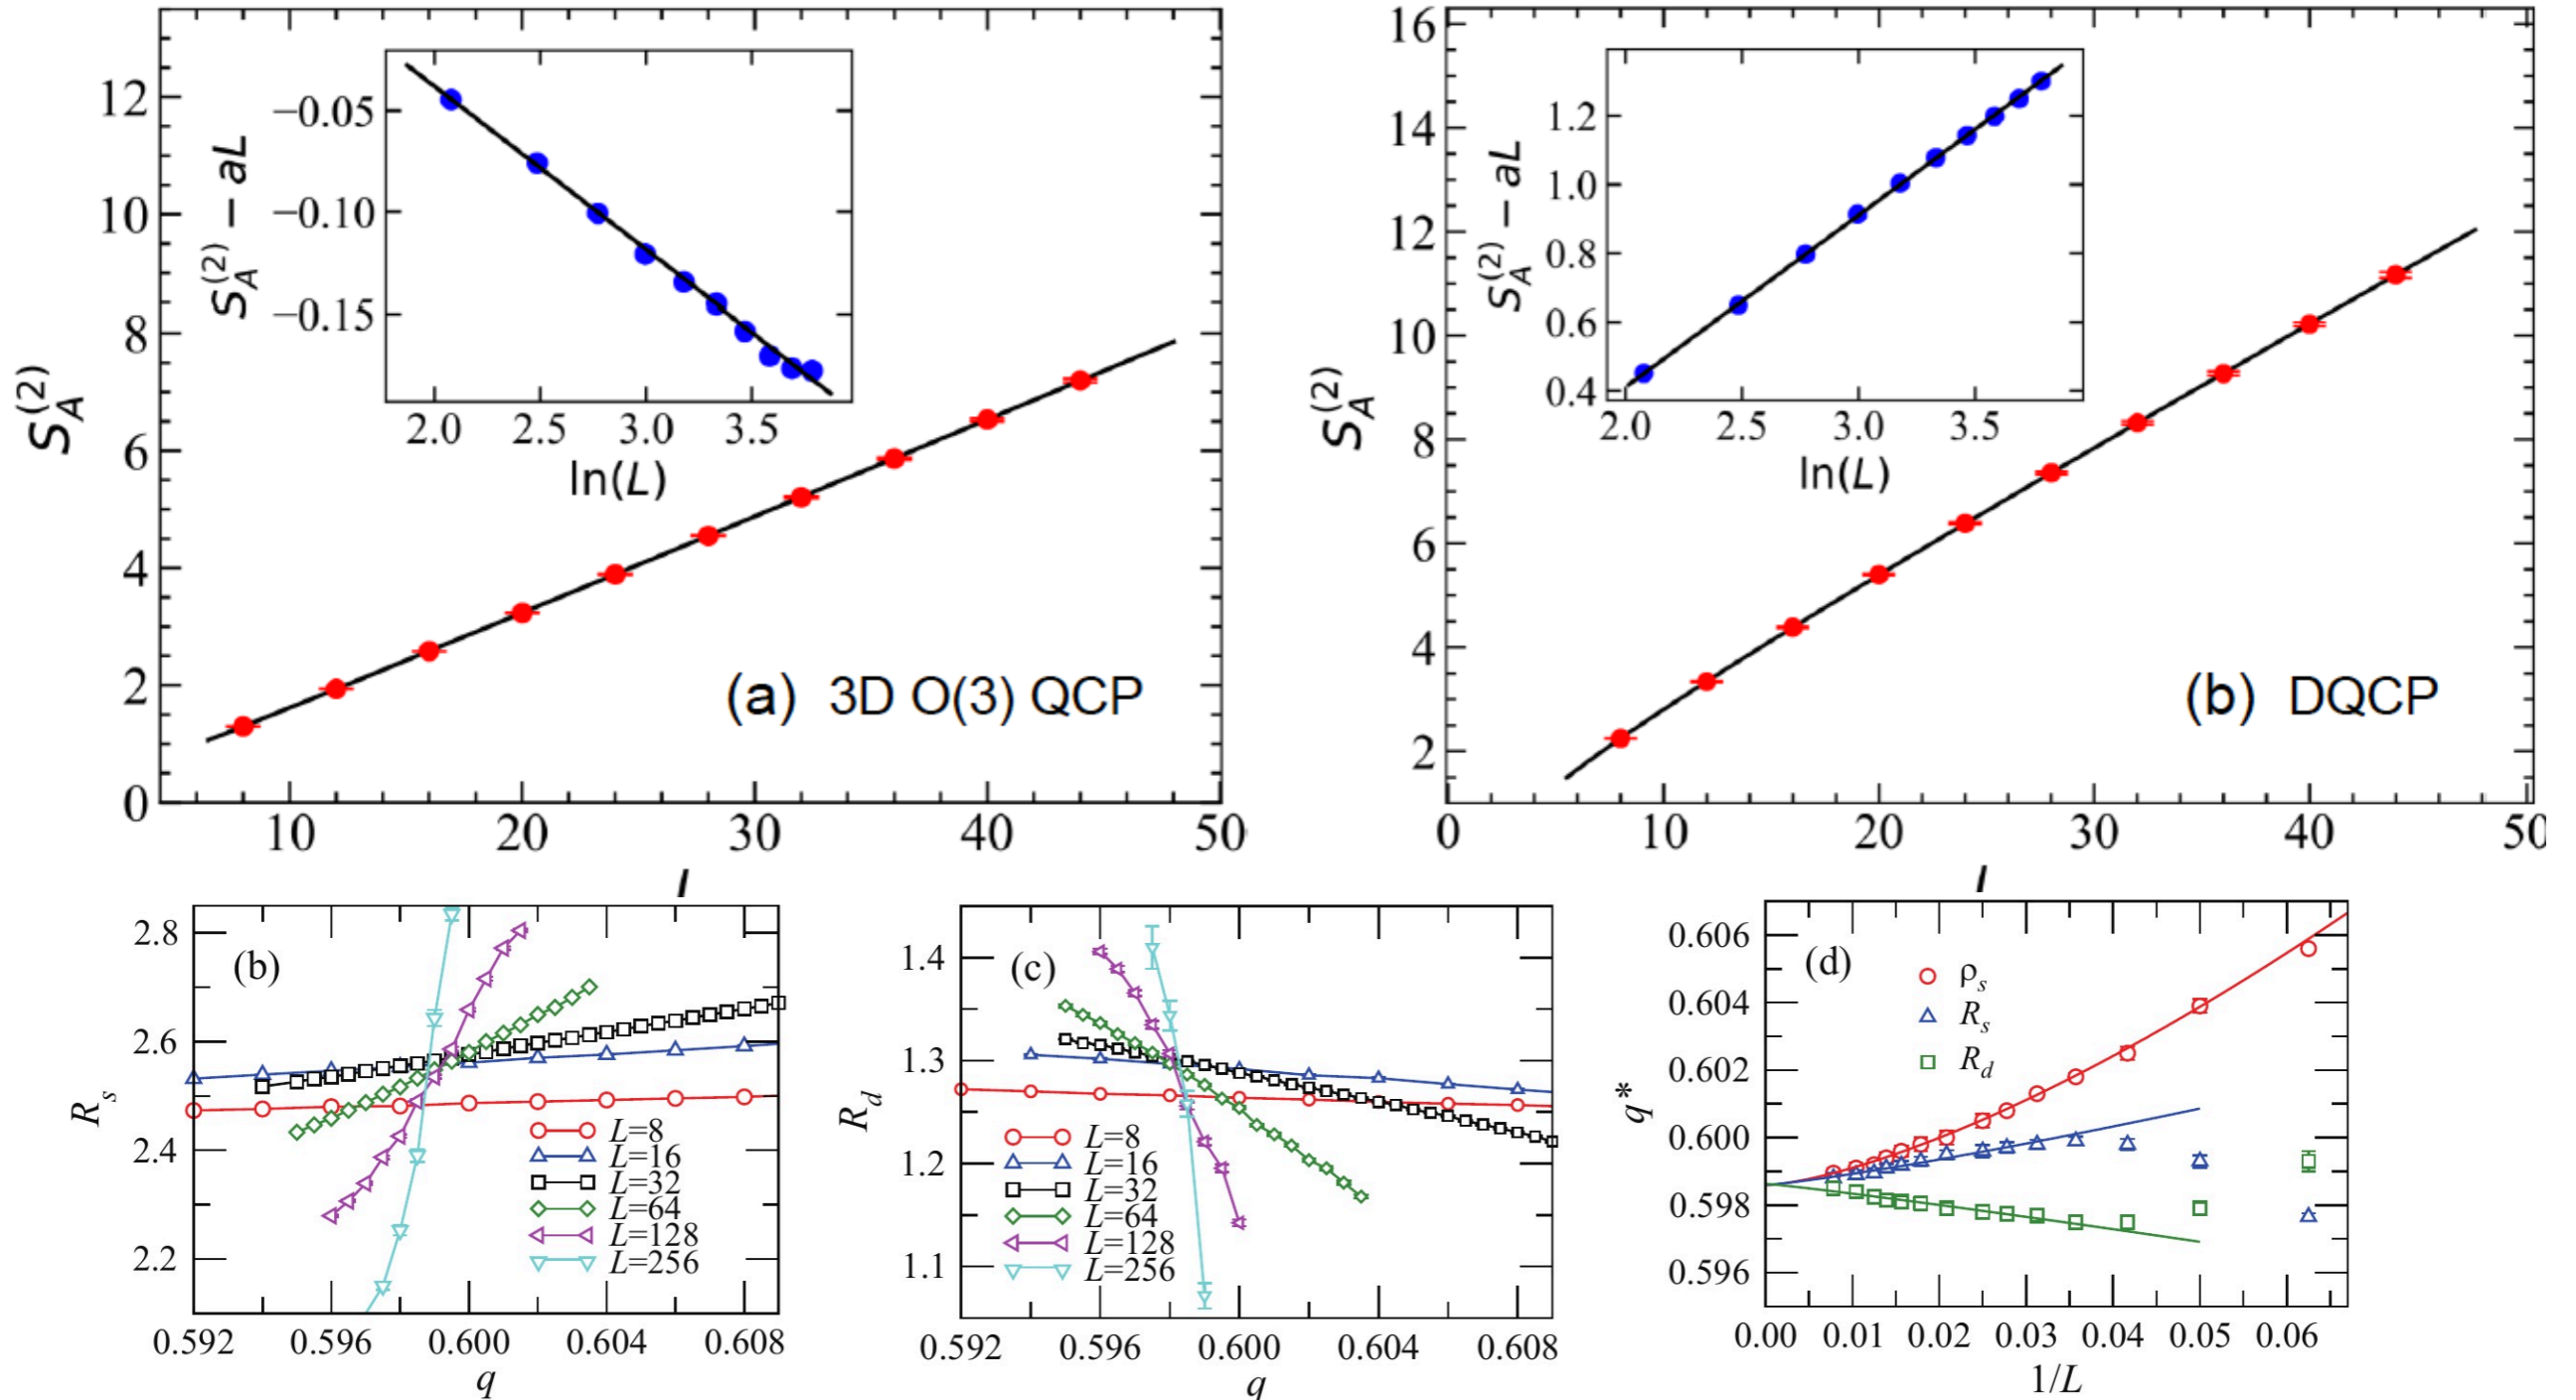 12
10
8
6
4
2
0
10
20
30
40
50
S_A^(2)
L
(a) 3D O(3) QCP
−0.05
−0.10
−0.15
2.0
2.5
3.0
3.5
S_A^(2) − aL
ln(L)
16
14
12
10
8
6
4
2
0
10
20
30
40
50
S_A^(2)
L
(b) DQCP
1.2
1.0
0.8
0.6
0.4
2.0
2.5
3.0
3.5
S_A^(2) − aL
ln(L)
(b)
2.8
2.6
2.4
2.2
R_s
L=8
L=16
L=32
L=64
L=128
L=256
0.592
0.596
0.600
0.604
0.608
q
(c)
1.4
1.3
1.2
1.1
R_d
L=8
L=16
L=32
L=64
L=128
L=256
0.592
0.596
0.600
0.604
0.608
q
(d)
ρ_s
R_s
R_d
0.606
0.604
0.602
0.600
0.598
0.596
q*
0.00
0.01
0.02
0.03
0.04
0.05
0.06
1/L